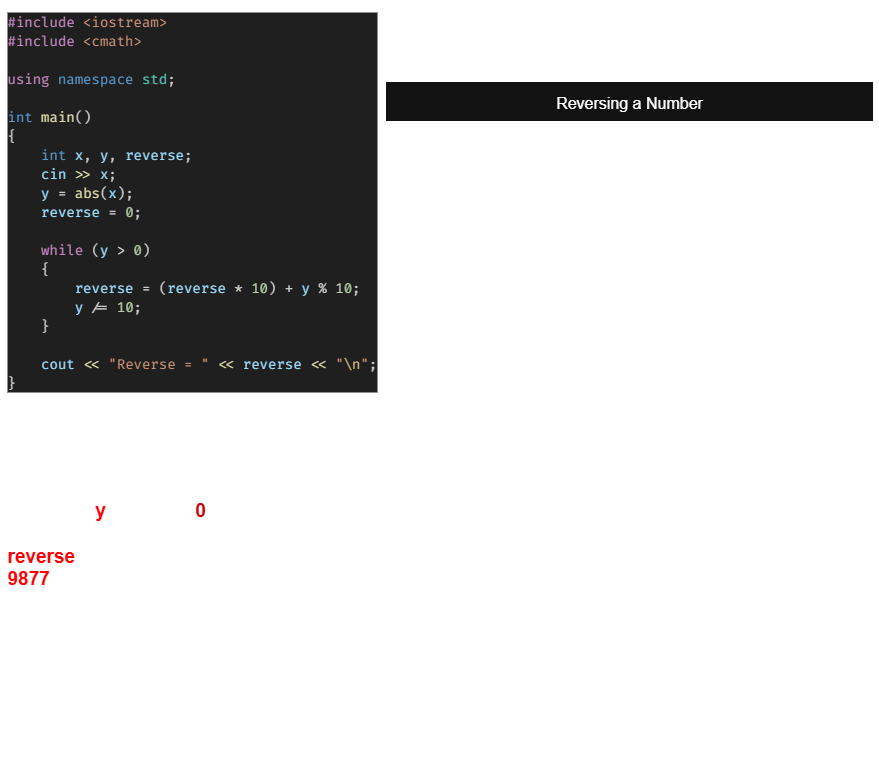 #include <iostream>
#include <cmath>
using namespace std;
int main()
{
int x, y, reverse;
cin >> x;
y = abs(x);
reverse = 0;
while (y > 0)
{
reverse = (reverse * 10) + y % 10;
y /= 10;
}
cout << "Reverse = " << reverse << "\n";
}
Reversing a Number
y 0
reverse
9877